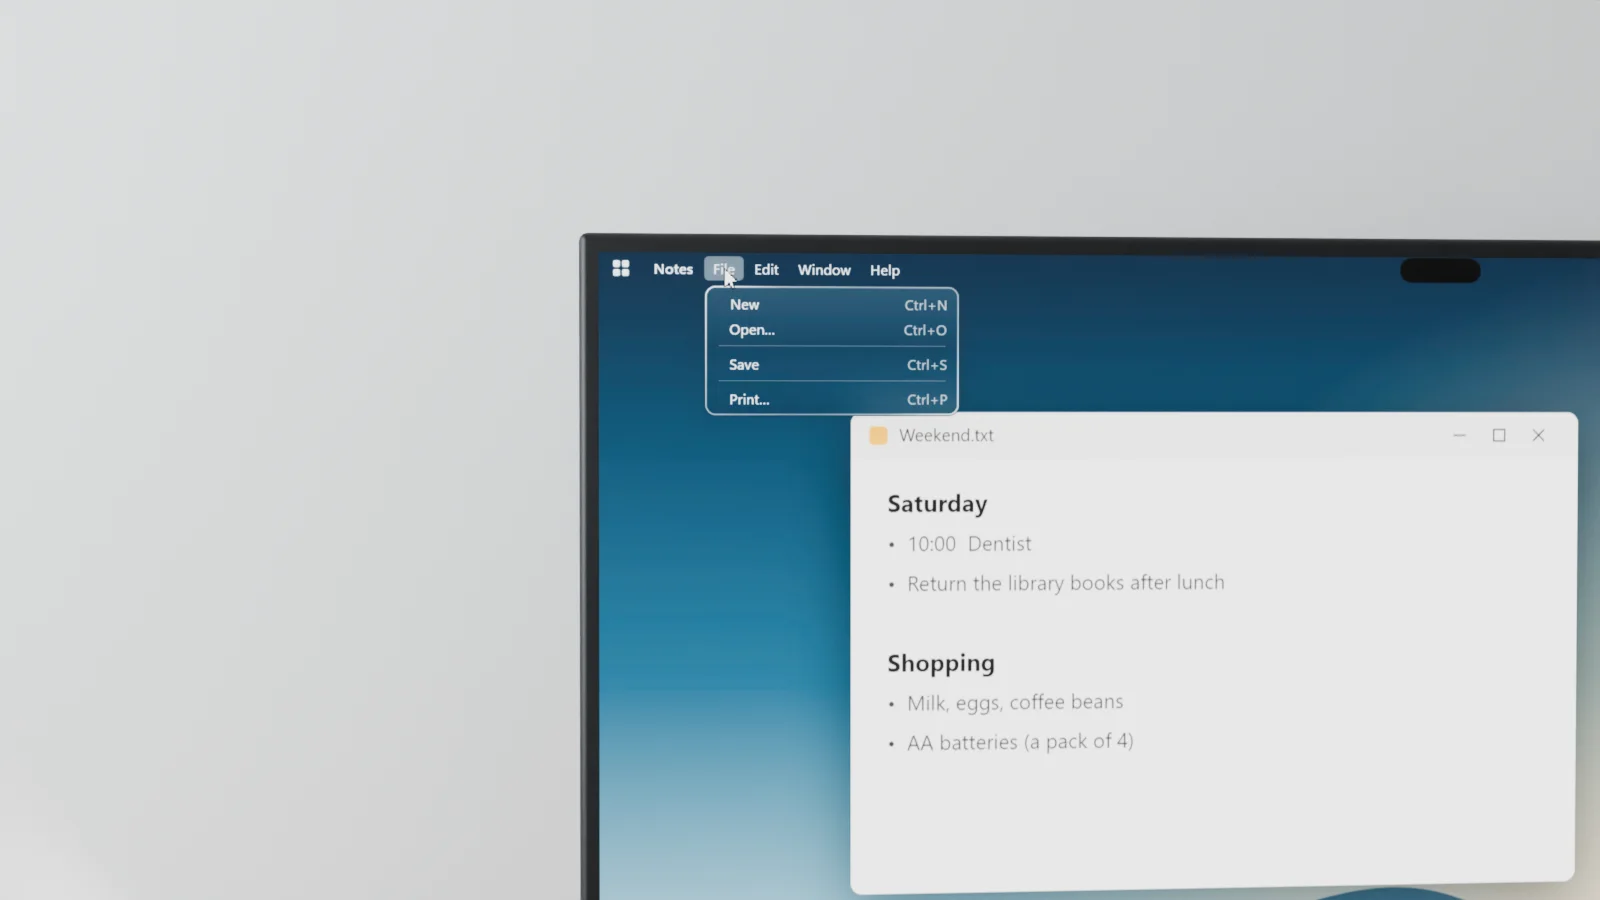 Notes File Edit Window Help
New Ctrl+N
Open... Ctrl+O
Save Ctrl+S
Print... Ctrl+P
Weekend.txt
Saturday
• 10:00 Dentist
• Return the library books after lunch
Shopping
• Milk, eggs, coffee beans
• AA batteries (a pack of 4)